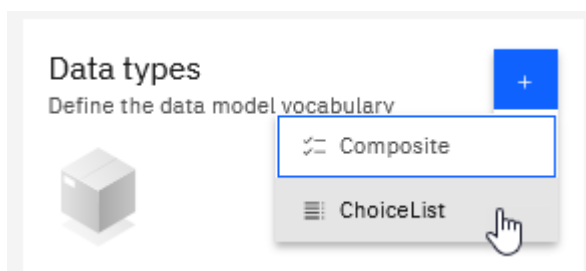 Data types
+
Define the data model vocabulary
Composite
ChoiceList